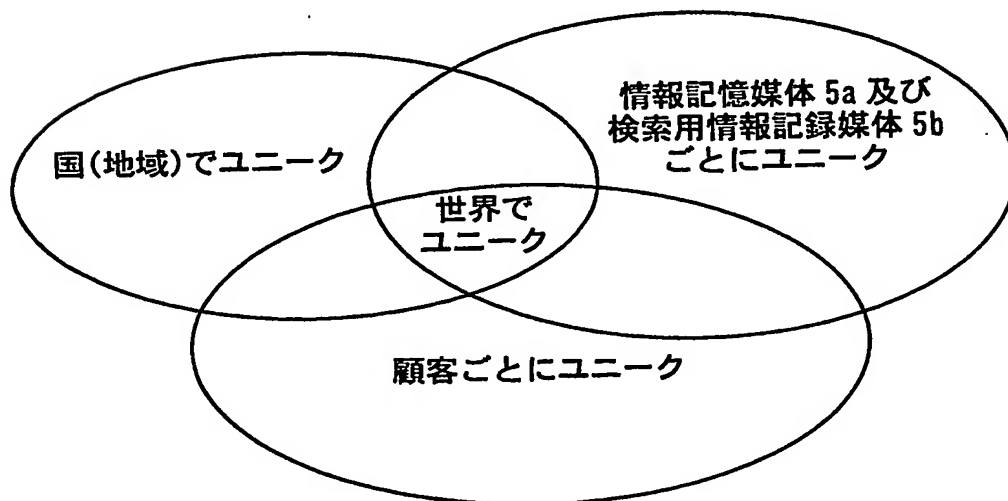 国(地域)でユニーク
情報記憶媒体 5a 及び
検索用情報記録媒体 5b
ごとにユニーク
世界で
ユニーク
顧客ごとにユニーク